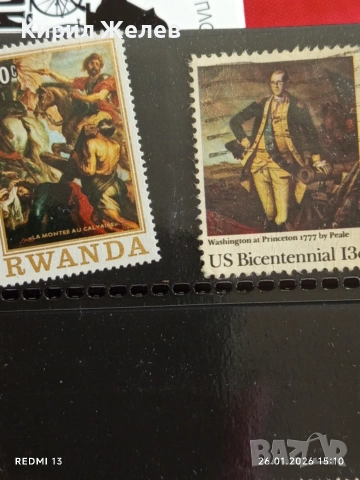 Кирил Желев
0c
«LA MONTEE AU CALVAIRE»
RWANDA
Washington at Princeton 1777 by Peale
US Bicentennial 13c
REDMI 13
26.01.2026 15:10
BAZAR